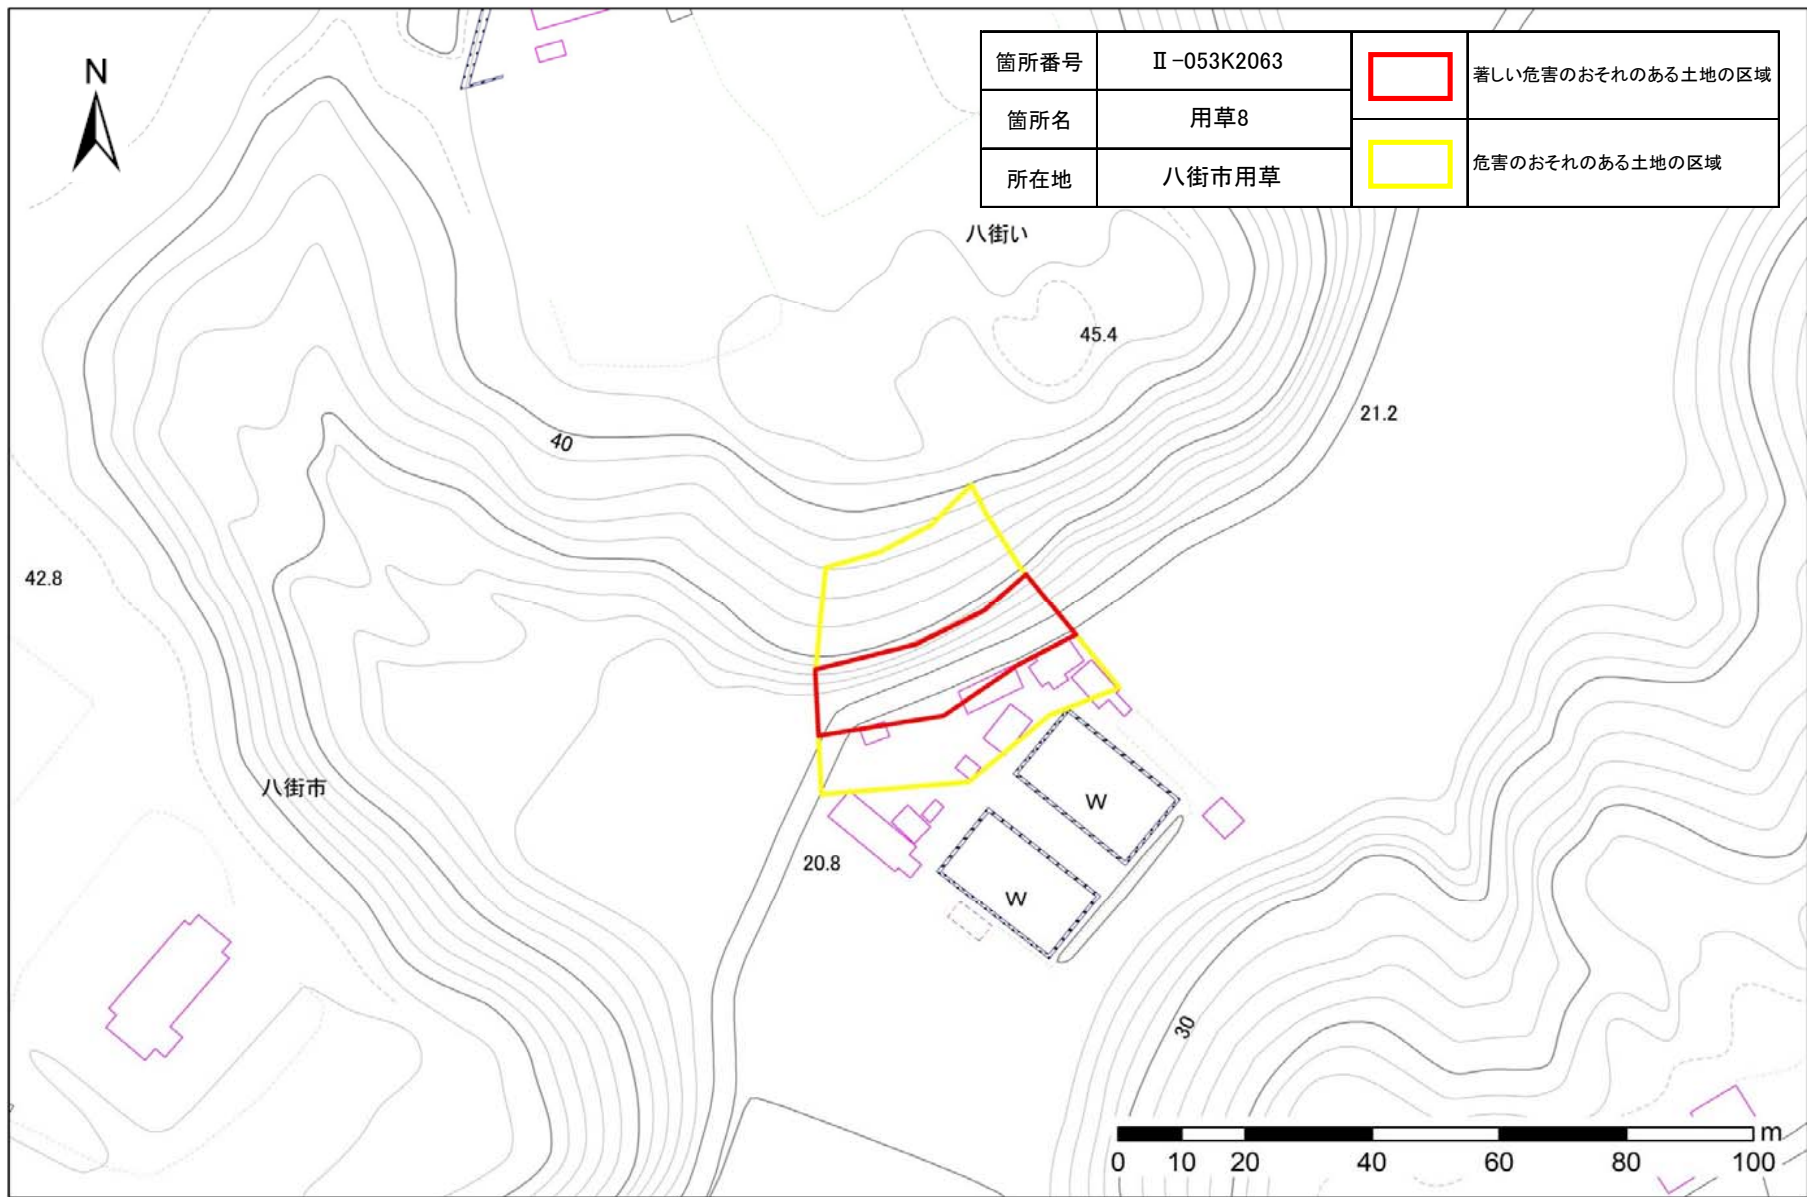 N
箇所番号 Ⅱ-053K2063 著しい危害のおそれのある土地の区域
箇所名 用草8
危害のおそれのある土地の区域
所在地 八街市用草
八街い
45.4
21.2
40
42.8
八街市
W
20.8
W
30
m
0 10 20 40 60 80 100